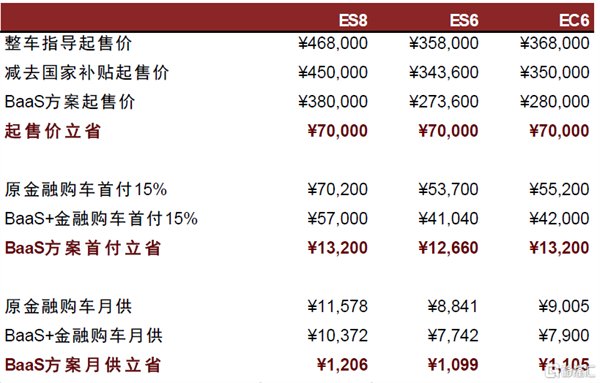 ES8 ES6 EC6
整车指导起售价 ¥468,000 ¥358,000 ¥368,000
减去国家补贴起售价 ¥450,000 ¥343,600 ¥350,000
BaaS方案起售价 ¥380,000 ¥273,600 ¥280,000
起售价立省 ¥70,000 ¥70,000 ¥70,000
原金融购车首付15% ¥70,200 ¥53,700 ¥55,200
BaaS+金融购车首付15% ¥57,000 ¥41,040 ¥42,000
BaaS方案首付立省 ¥13,200 ¥12,660 ¥13,200
原金融购车月供 ¥11,578 ¥8,841 ¥9,005
BaaS+金融购车月供 ¥10,372 ¥7,742 ¥7,900
BaaS方案月供立省 ¥1,206 ¥1,099 ¥1,105